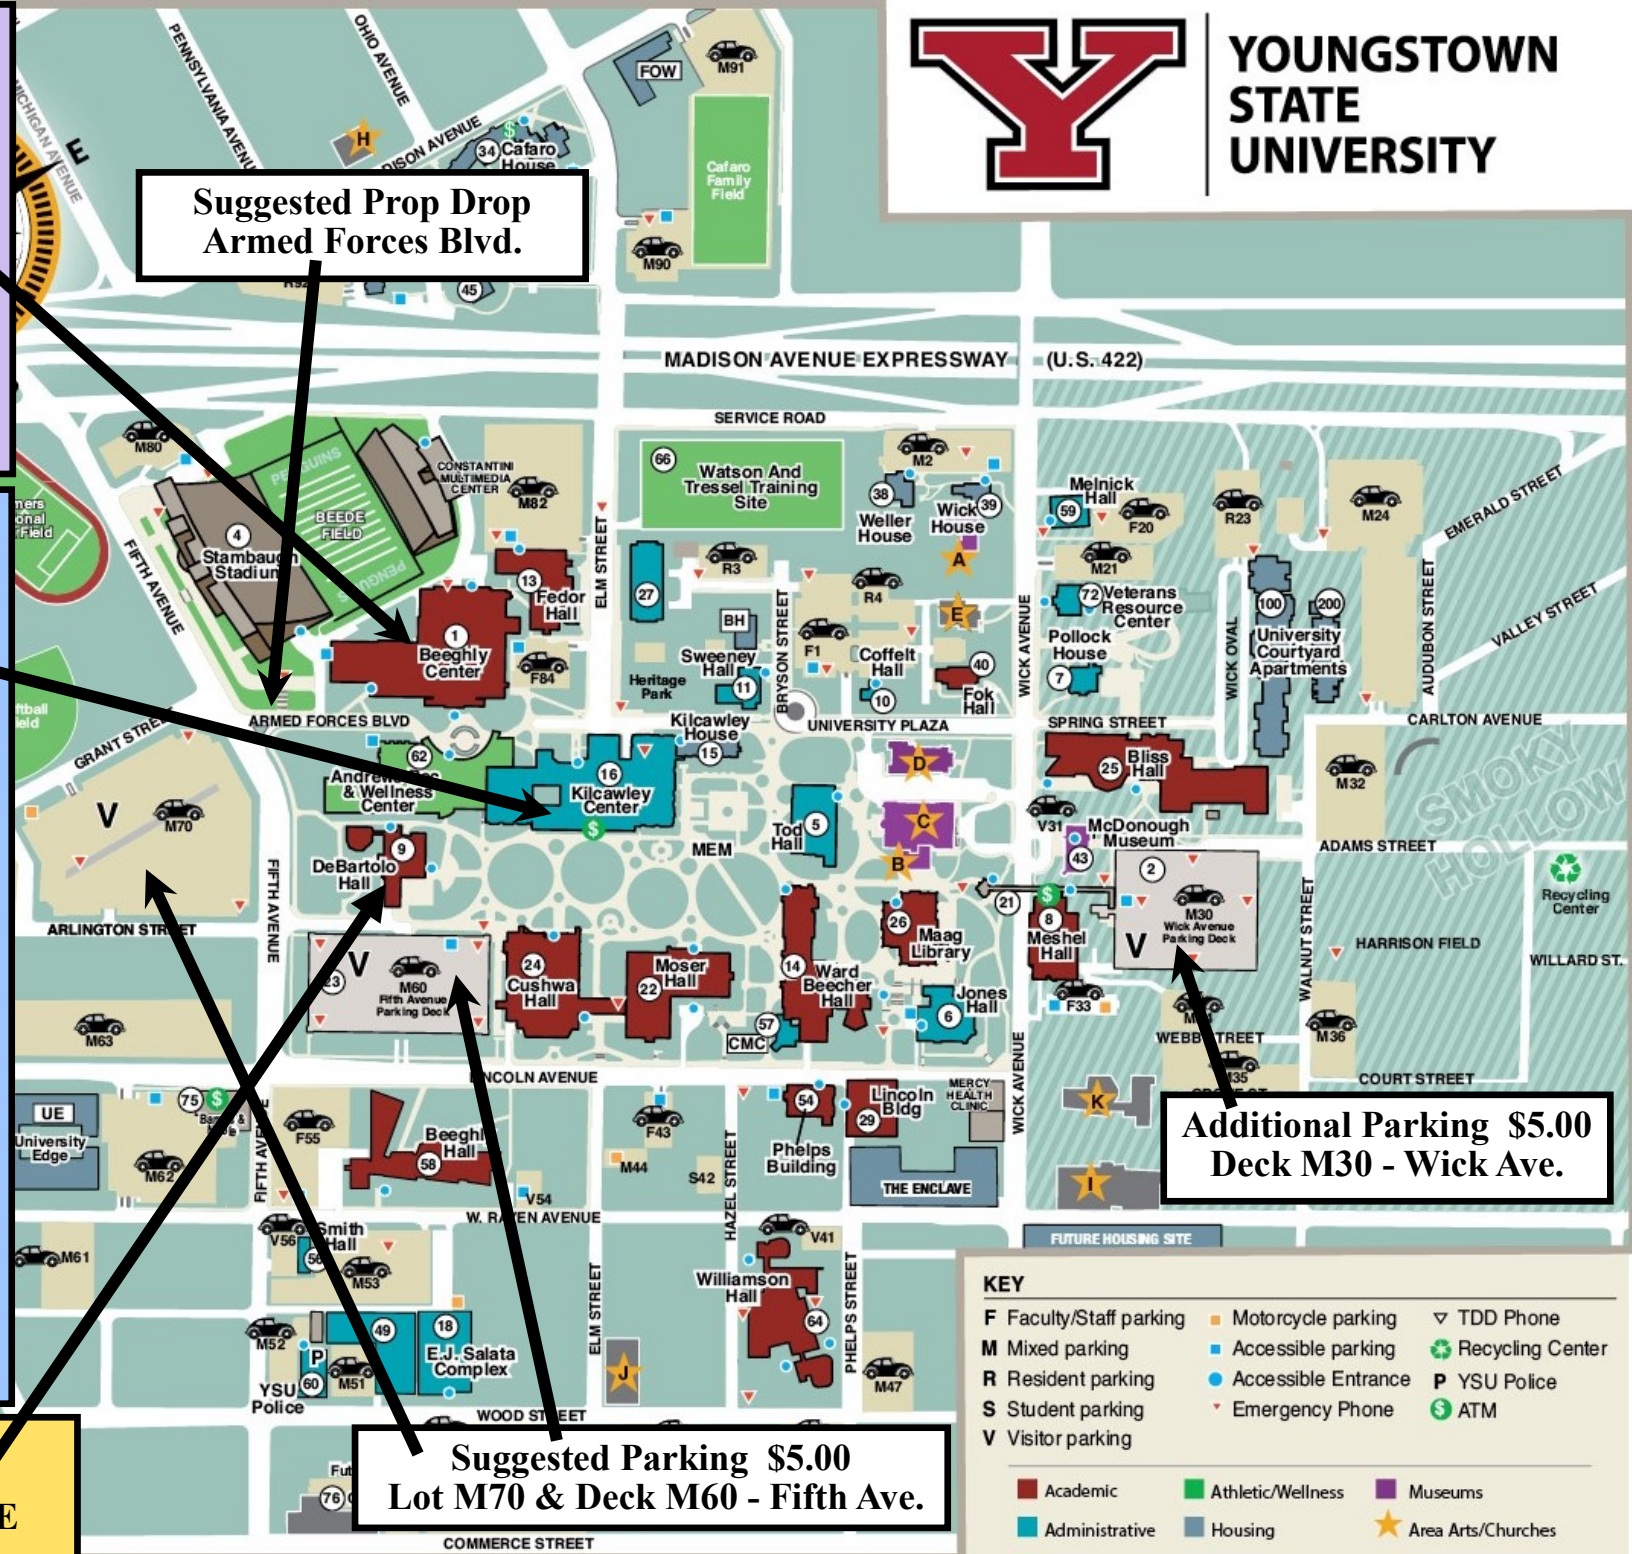 YOUNGSTOWN
STATE
UNIVERSITY
PENNSYLVANIA AVENUE
OHIO AVENUE
MICHIGAN AVENUE
E
H
34 Cafaro
House
FOW
M91
Cafaro
Family
Field
M90
Suggested Prop Drop
Armed Forces Blvd.
45
MADISON AVENUE EXPRESSWAY (U.S. 422)
SERVICE ROAD
M80
PENGUINS
BEEDE
FIELD
PENGUINS
CONSTANTINI
MULTIMEDIA
CENTER
M82
4
Stambaugh
Stadium
FIFTH AVENUE
13
Fedor
Hall
1
Beeghly
Center
F84
ELM STREET
66
Watson And
Tressel Training
Site
M2
38
Weller
House
39
Wick
House
A
27
R3
R4
BH
BRYSON STREET
F1
E
Sweeney
Hall
11
Heritage
Park
Coffelt
Hall
10
40
Fok
Hall
WICK AVENUE
Melnick
Hall
59
F20
M21
72 Veterans
Resource
Center
Pollock
House
7
R23
M24
EMERALD STREET
VALLEY STREET
AUDUBON STREET
WICK OVAL
100
200
University
Courtyard
Apartments
ARMED FORCES BLVD
GRANT STREET
UNIVERSITY PLAZA
SPRING STREET
CARLTON AVENUE
Kilcawley
House
15
62
Andrews Rec
& Wellness
Center
16
Kilcawley
Center
$
V
M70
D
C
B
25 Bliss
Hall
M32
SMOKY
HOLLOW
V31
McDonough
Museum
43
Tod
Hall
5
MEM
ADAMS STREET
9
DeBartolo
Hall
FIFTH AVENUE
ARLINGTON STREET
2
M30
Wick Avenue
Parking Deck
V
Recycling
Center
21
$
8
Meshel
Hall
26
Maag
Library
WALNUT STREET
HARRISON FIELD
WILLARD ST.
23
V
M60
Fifth Avenue
Parking Deck
24
Cushwa
Hall
22
Moser
Hall
14
Ward
Beecher
Hall
6
Jones
Hall
F33
57
CMC
M63
WEBB STREET
M36
M35
COURT STREET
LINCOLN AVENUE
WICK AVENUE
UE
University
Edge
75
$
M62
FIFTH AVE
F55
Beeghly
Hall
58
F43
M44
S42
V54
HAZEL STREET
54
Phelps
Building
Lincoln
Bldg
29
MERCY
HEALTH
CLINIC
THE ENCLAVE
K
I
Additional Parking $5.00
Deck M30 - Wick Ave.
W. RAYEN AVENUE
FUTURE HOUSING SITE
M61
V56
Smith
Hall
56
M53
V41
Williamson
Hall
64
PHELPS STREET
ELM STREET
J
M47
M52
P
60
YSU
Police
M51
49
18
E.J. Salata
Complex
WOOD STREET
Suggested Parking $5.00
Lot M70 & Deck M60 - Fifth Ave.
76
COMMERCE STREET
KEY
F Faculty/Staff parking
M Mixed parking
R Resident parking
S Student parking
V Visitor parking
Motorcycle parking
Accessible parking
Accessible Entrance
Emergency Phone
TDD Phone
Recycling Center
P YSU Police
$ ATM
Academic
Administrative
Athletic/Wellness
Housing
Museums
Area Arts/Churches